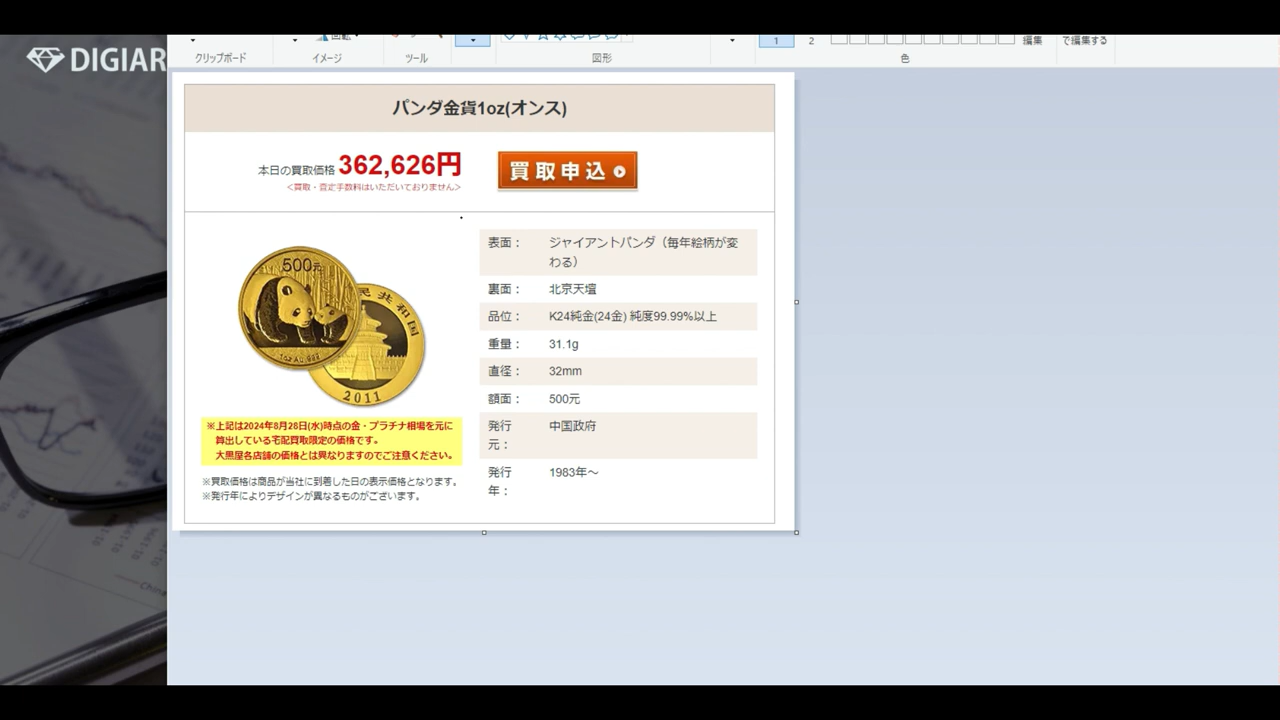 DIGIAR
クリップボード
イメージ
ツール
図形
1
2
色
編集
で編集する
パンダ金貨1oz(オンス)
本日の買取価格 362,626円
＜買取・査定手数料はいただいておりません＞
買取申込
500元
1oz Au .999
民共和国
2011
※上記は2024年8月28日(水)時点の金・プラチナ相場を元に
算出している宅配買取限定の価格です。
大黒屋各店舗の価格とは異なりますのでご注意ください。
※買取価格は商品が当社に到着した日の表示価格となります。
※発行年によりデザインが異なるものがございます。
表面： ジャイアントパンダ（毎年絵柄が変
わる）
裏面： 北京天壇
品位： K24純金(24金) 純度99.99%以上
重量： 31.1g
直径： 32mm
額面： 500元
発行 中国政府
元：
発行 1983年～
年：